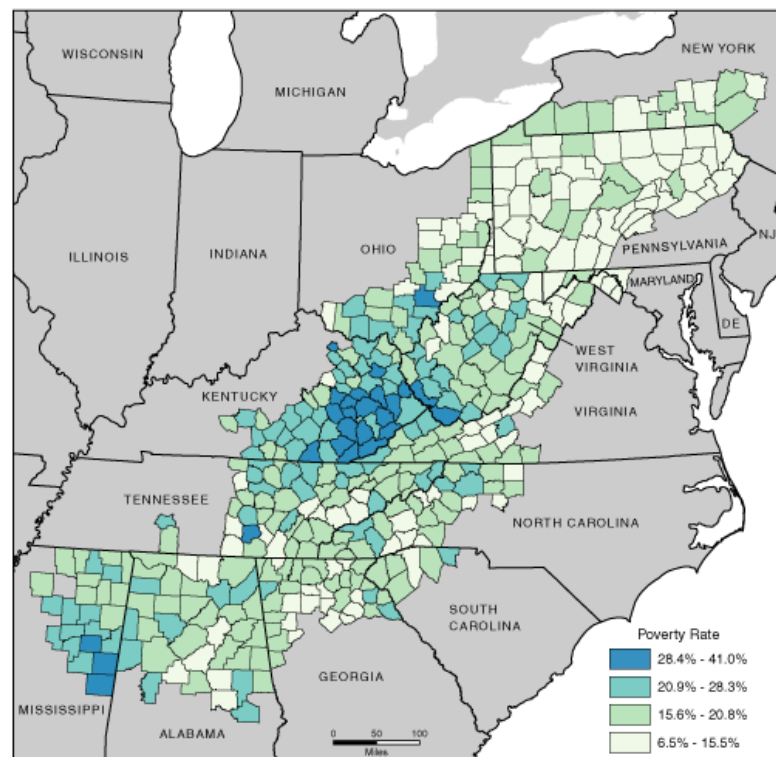 NEW YORK
WISCONSIN
MICHIGAN
ILLINOIS
INDIANA
OHIO
PENNSYLVANIA
NJ
MARYLAND
DE
WEST
VIRGINIA
VIRGINIA
KENTUCKY
TENNESSEE
NORTH CAROLINA
SOUTH
CAROLINA
GEORGIA
MISSISSIPPI
ALABAMA
0 50 100
Miles
Poverty Rate
28.4% - 41.0%
20.9% - 28.3%
15.6% - 20.8%
6.5% - 15.5%